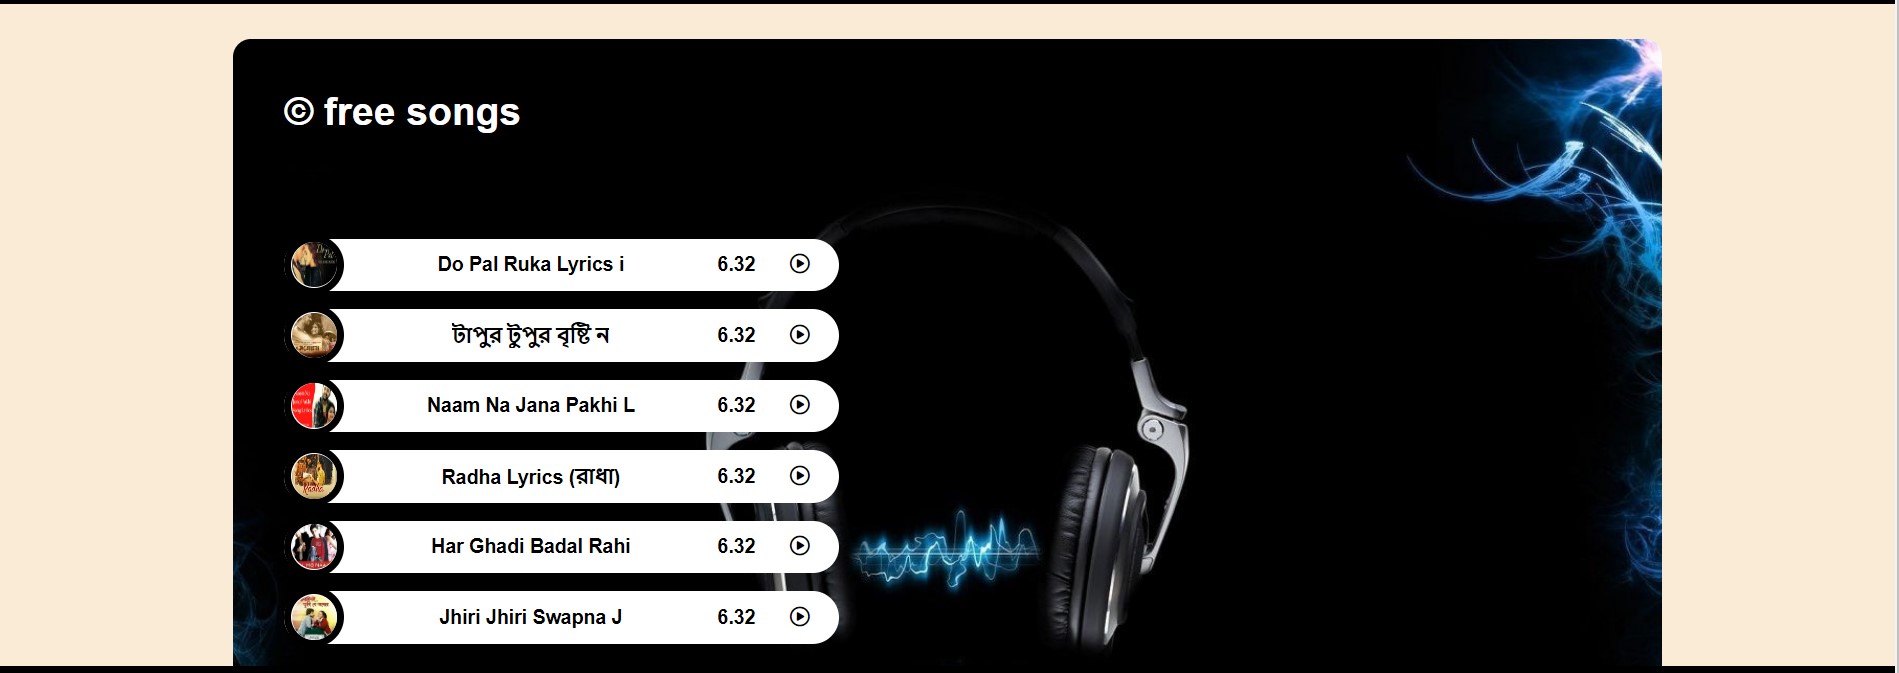 © free songs
Do Pal Ruka Lyrics i 6.32
টাপুর টুপুর বৃষ্টি ন 6.32
Naam Na Jana Pakhi L 6.32
Radha Lyrics (রাধা) 6.32
Har Ghadi Badal Rahi 6.32
Jhiri Jhiri Swapna J 6.32